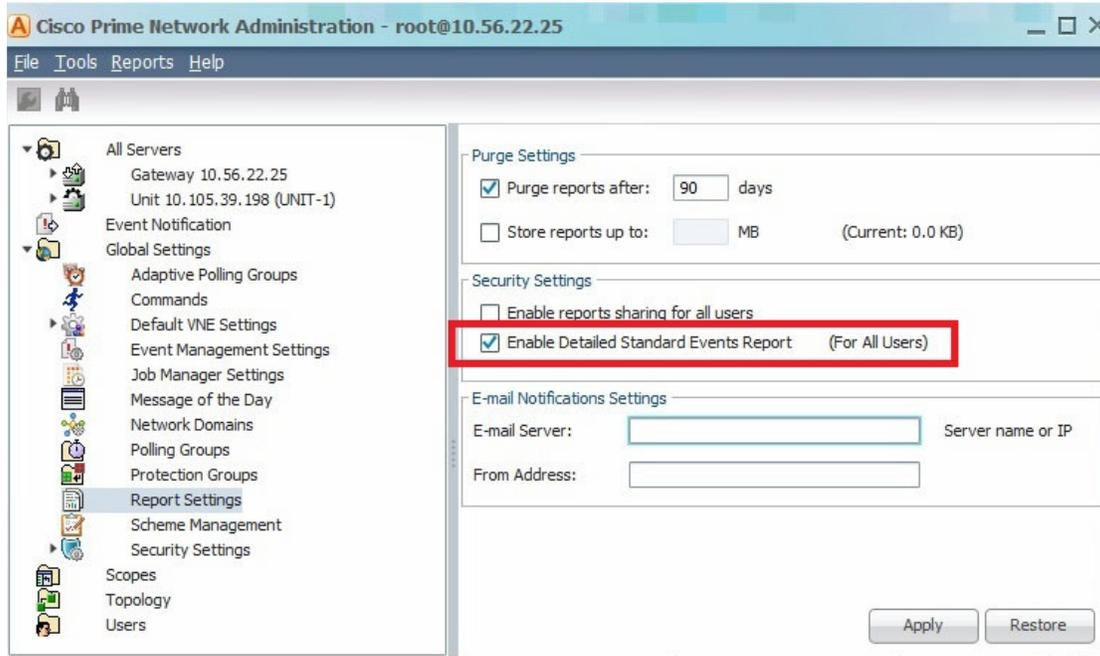 Cisco Prime Network Administration - root@10.56.22.25
File Tools Reports Help
All Servers
Gateway 10.56.22.25
Unit 10.105.39.198 (UNIT-1)
Event Notification
Global Settings
Adaptive Polling Groups
Commands
Default VNE Settings
Event Management Settings
Job Manager Settings
Message of the Day
Network Domains
Polling Groups
Protection Groups
Report Settings
Scheme Management
Security Settings
Scopes
Topology
Users
Purge Settings
Purge reports after: 90 days
Store reports up to: MB (Current: 0.0 KB)
Security Settings
Enable reports sharing for all users
Enable Detailed Standard Events Report (For All Users)
E-mail Notifications Settings
E-mail Server: Server name or IP
From Address:
Apply Restore